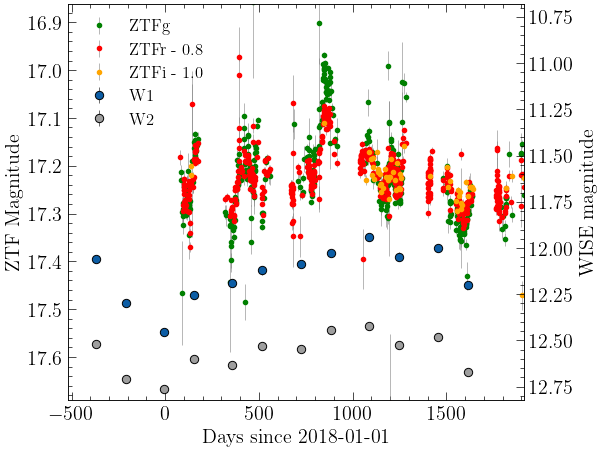 ZTFg
ZTFr - 0.8
ZTFi - 1.0
W1
W2
16.9
17.0
17.1
17.2
17.3
17.4
17.5
17.6
ZTF Magnitude
10.75
11.00
11.25
11.50
11.75
12.00
12.25
12.50
12.75
WISE magnitude
−500 0 500 1000 1500
Days since 2018-01-01